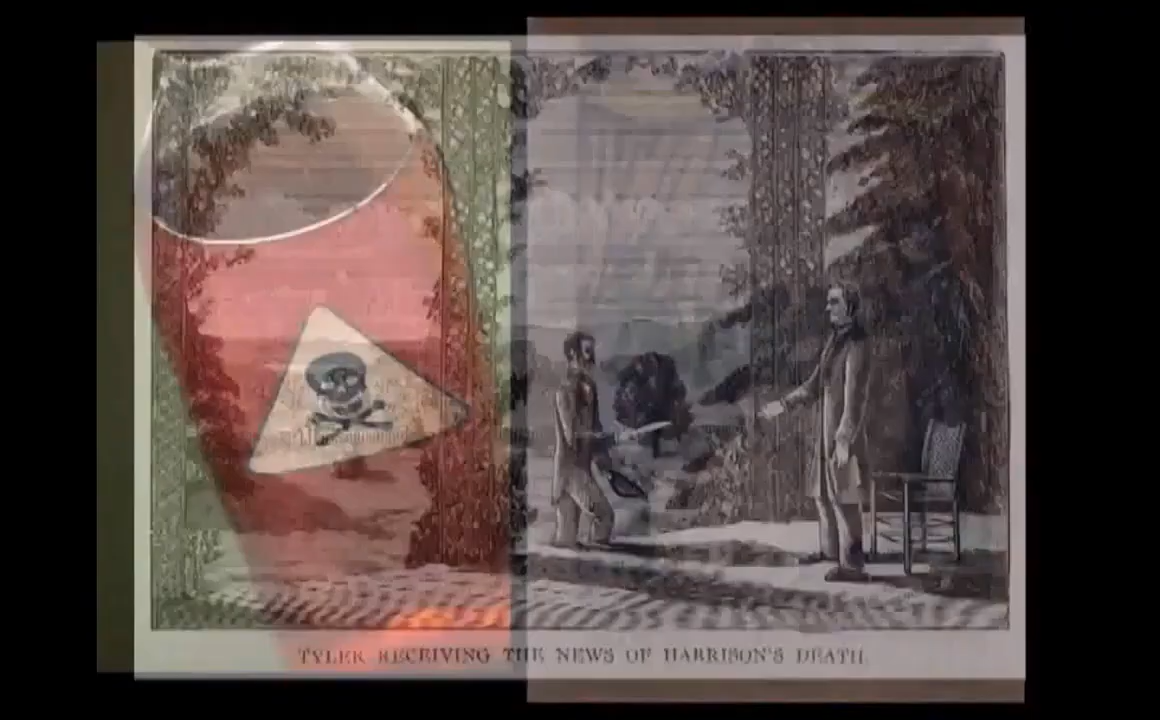 TYLER RECEIVING THE NEWS OF HARRISON'S DEATH.